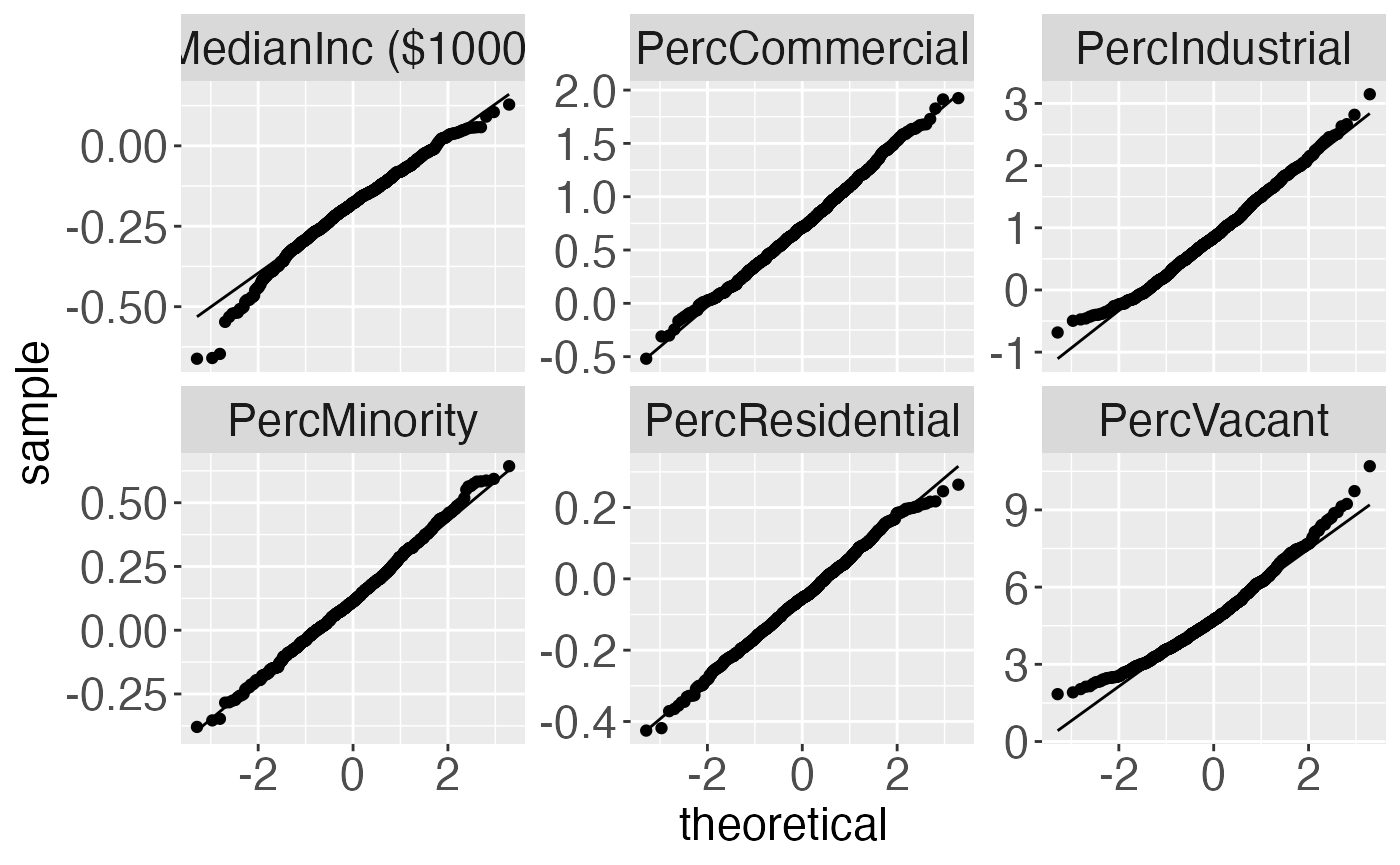 MedianInc ($1000
PercCommercial
PercIndustrial
0.00
-0.25
-0.50
2.0
1.5
1.0
0.5
0.0
-0.5
3
2
1
0
-1
sample
PercMinority
PercResidential
PercVacant
0.50
0.25
0.00
-0.25
0.2
0.0
-0.2
-0.4
9
6
3
0
-2 0 2
-2 0 2
-2 0 2
theoretical